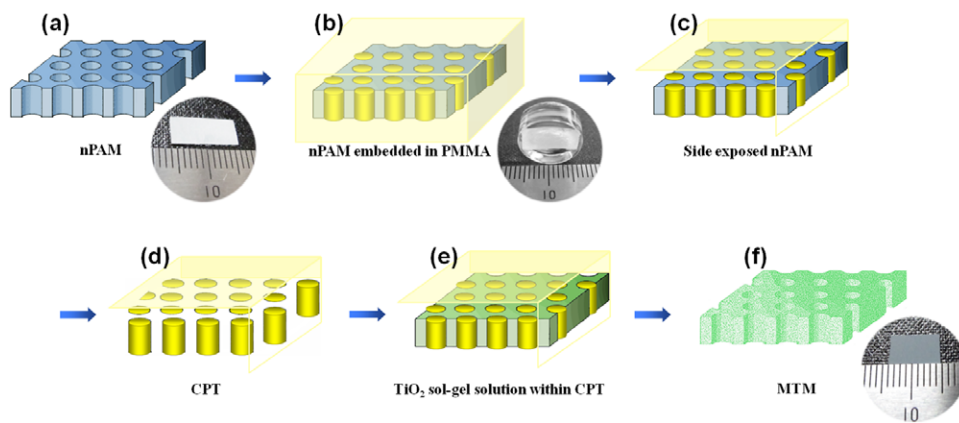 (a)
(b)
(c)
nPAM
10
nPAM embedded in PMMA
10
Side exposed nPAM
(d)
(e)
(f)
CPT
TiO₂ sol-gel solution within CPT
MTM
10